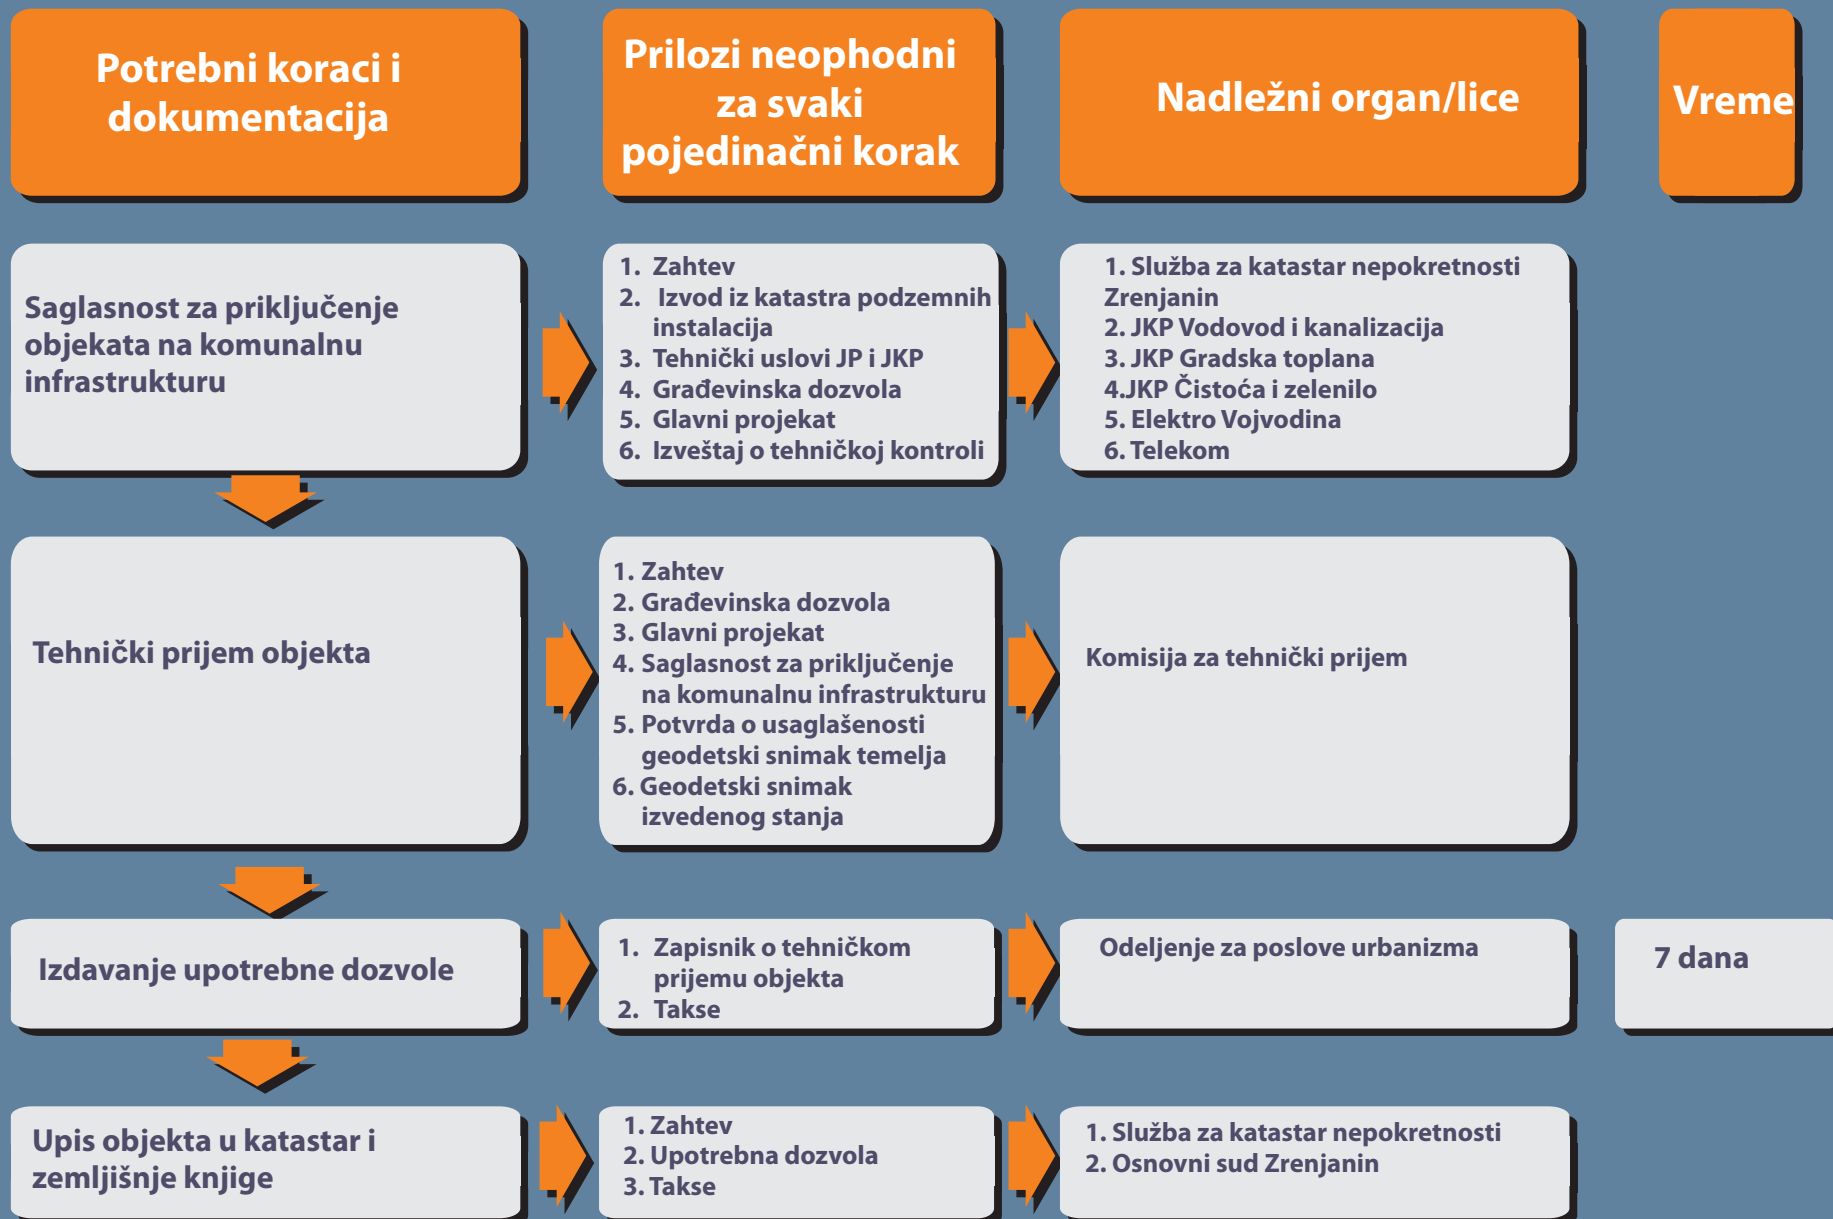 Potrebni koraci i
dokumentacija
Prilozi neophodni
za svaki
pojedinačni korak
Nadležni organ/lice
Vreme
Saglasnost za priključenje
objekata na komunalnu
infrastrukturu
1. Zahtev
2. Izvod iz katastra podzemnih
instalacija
3. Tehnički uslovi JP i JKP
4. Građevinska dozvola
5. Glavni projekat
6. Izveštaj o tehničkoj kontroli
1. Služba za katastar nepokretnosti
Zrenjanin
2. JKP Vodovod i kanalizacija
3. JKP Gradska toplana
4.JKP Čistoća i zelenilo
5. Elektro Vojvodina
6. Telekom
Tehnički prijem objekta
1. Zahtev
2. Građevinska dozvola
3. Glavni projekat
4. Saglasnost za priključenje
na komunalnu infrastrukturu
5. Potvrda o usaglašenosti
geodetski snimak temelja
6. Geodetski snimak
izvedenog stanja
Komisija za tehnički prijem
Izdavanje upotrebne dozvole
1. Zapisnik o tehničkom
prijemu objekta
2. Takse
Odeljenje za poslove urbanizma
7 dana
Upis objekta u katastar i
zemljišnje knjige
1. Zahtev
2. Upotrebna dozvola
3. Takse
1. Služba za katastar nepokretnosti
2. Osnovni sud Zrenjanin